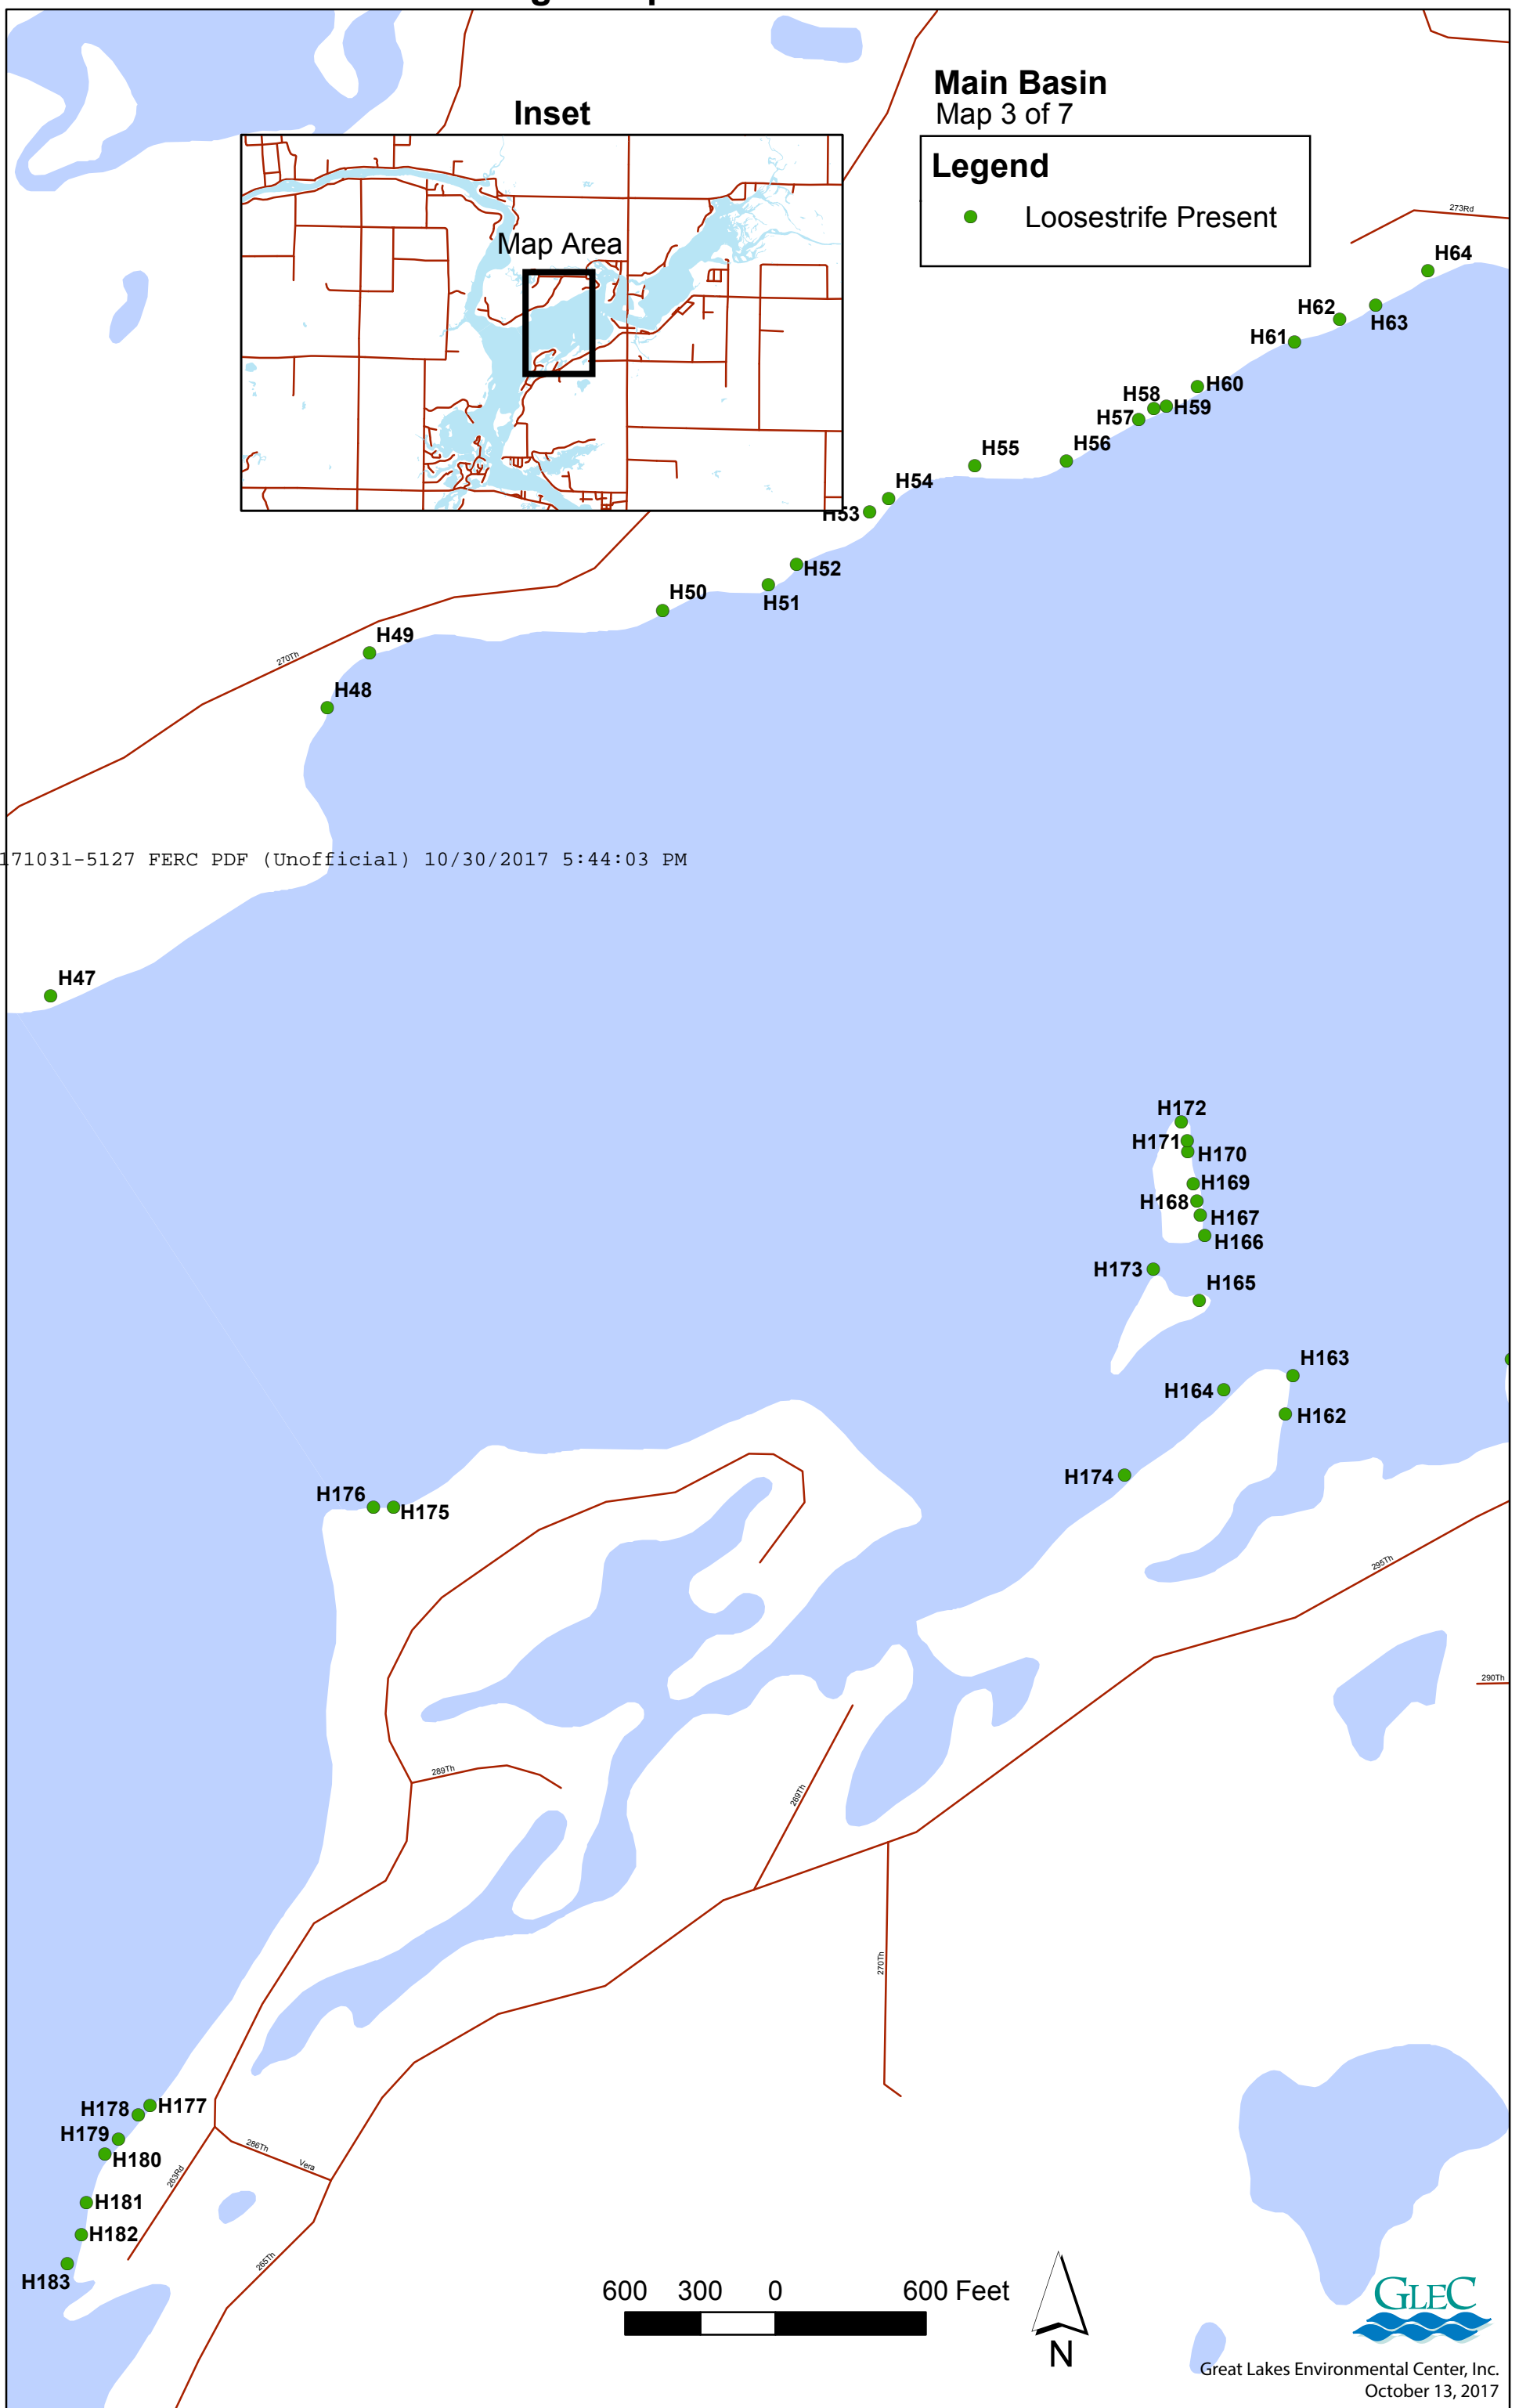 Main Basin
Map 3 of 7
Inset
Legend
Loosestrife Present
Map Area
273Rd
H64
H62
H63
H61
H60
H58
H59
H57
H56
H55
H54
H53
H52
H51
H50
H49
270Th
H48
171031-5127 FERC PDF (Unofficial) 10/30/2017 5:44:03 PM
H47
H172
H171
H170
H169
H168
H167
H166
H173
H165
H163
H164
H162
H174
H176
H175
295Th
290Th
289Th
269Th
270Th
H177
H178
H179
H180
286Th
Vera
263Rd
H181
H182
H183
265Th
600 300 0 600 Feet
N
GLEC
Great Lakes Environmental Center, Inc.
October 13, 2017